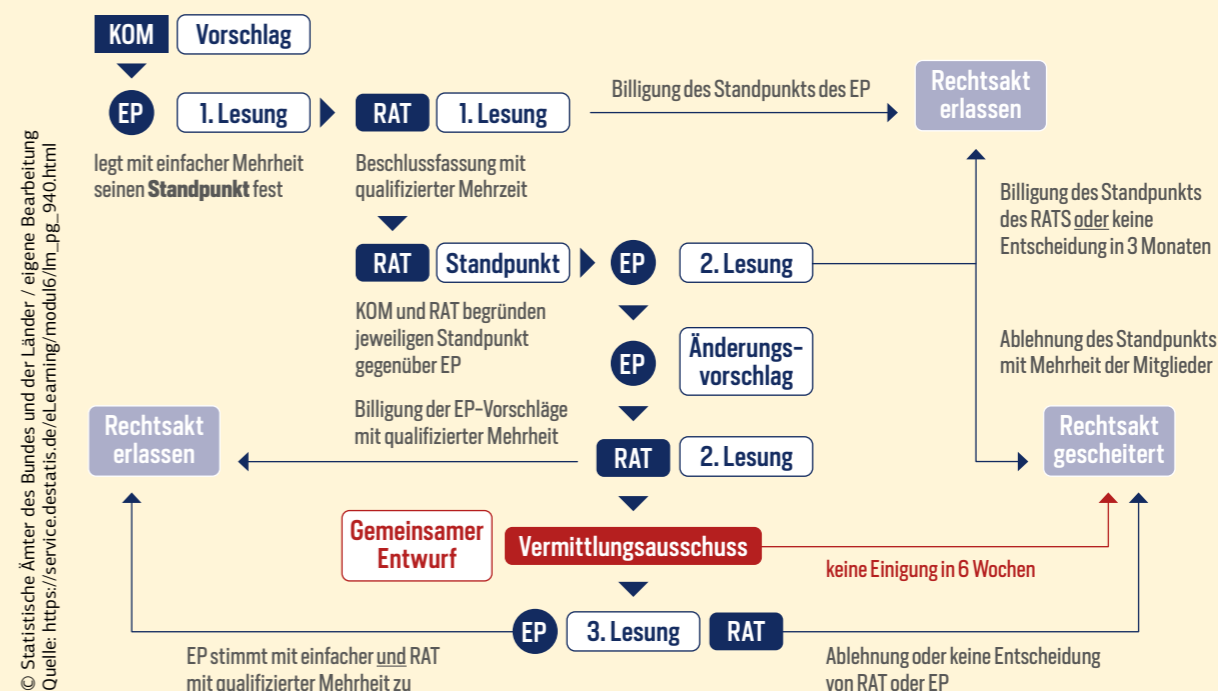 KOM Vorschlag
EP 1. Lesung RAT 1. Lesung
Billigung des Standpunkts des EP
Rechtsakt
erlassen
legt mit einfacher Mehrheit
seinen Standpunkt fest
Beschlussfassung mit
qualifizierter Mehrzeit
Billigung des Standpunkts
des RATS oder keine
Entscheidung in 3 Monaten
RAT Standpunkt EP 2. Lesung
KOM und RAT begründen
jeweiligen Standpunkt
gegenüber EP
EP Änderungs-
vorschlag
Ablehnung des Standpunkts
mit Mehrheit der Mitglieder
Billigung der EP-Vorschläge
mit qualifizierter Mehrheit
Rechtsakt
erlassen
RAT 2. Lesung
Rechtsakt
gescheitert
Gemeinsamer
Entwurf
Vermittlungsausschuss
keine Einigung in 6 Wochen
EP 3. Lesung RAT
EP stimmt mit einfacher und RAT
mit qualifizierter Mehrheit zu
Ablehnung oder keine Entscheidung
von RAT oder EP
© Statistische Ämter des Bundes und der Länder / eigene Bearbeitung
Quelle: https://service.destatis.de/eLearning/modul6/lm_pg_940.html